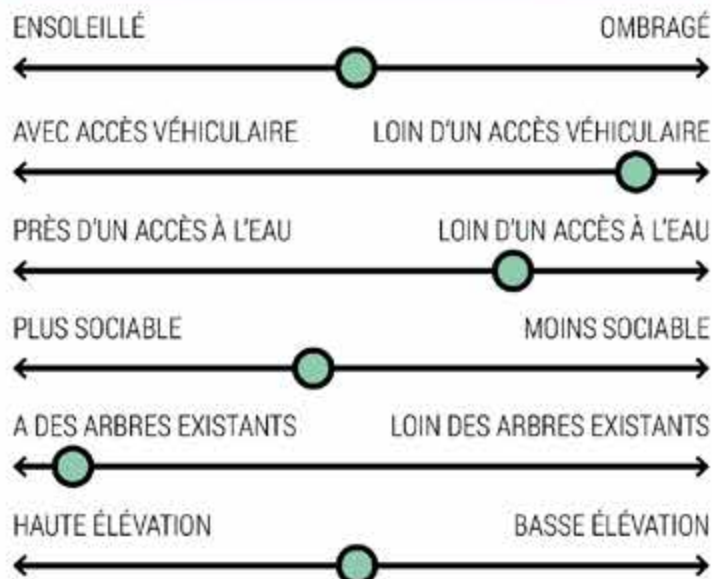 ENSOLEILLÉ OMBRAGÉ
AVEC ACCÈS VÉHICULAIRE LOIN D'UN ACCÈS VÉHICULAIRE
PRÈS D'UN ACCÈS À L'EAU LOIN D'UN ACCÈS À L'EAU
PLUS SOCIABLE MOINS SOCIABLE
A DES ARBRES EXISTANTS LOIN DES ARBRES EXISTANTS
HAUTE ÉLÉVATION BASSE ÉLÉVATION